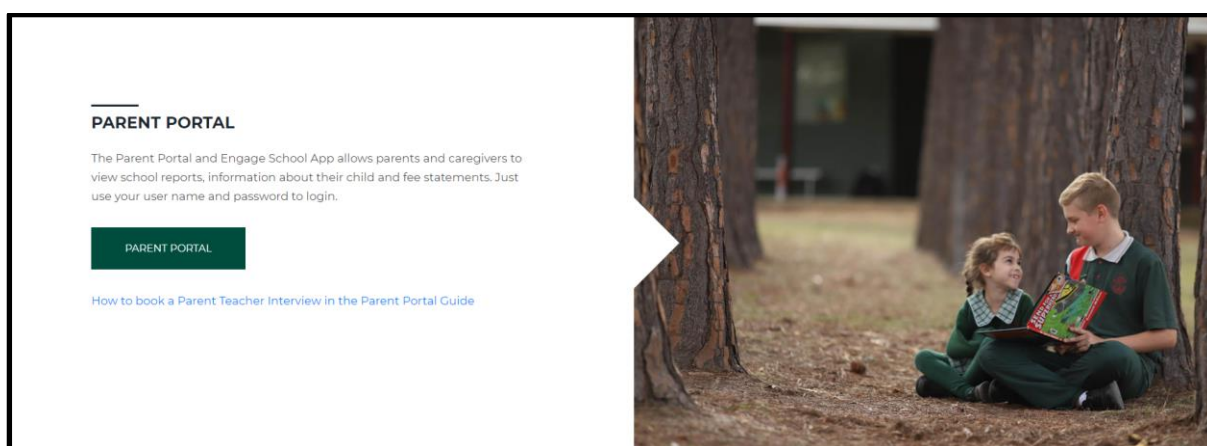 PARENT PORTAL
The Parent Portal and Engage School App allows parents and caregivers to
view school reports, information about their child and fee statements. Just
use your user name and password to login.
PARENT PORTAL
How to book a Parent Teacher Interview in the Parent Portal Guide